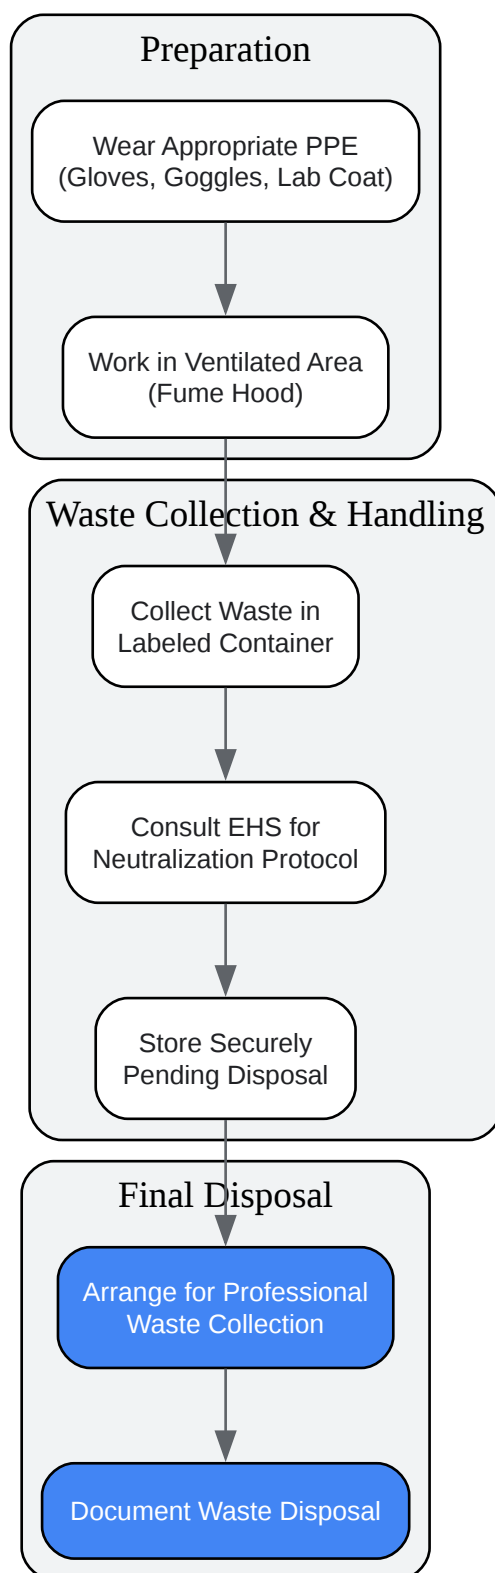 Preparation
Wear Appropriate PPE
(Gloves, Goggles, Lab Coat)
Work in Ventilated Area
(Fume Hood)
Waste Collection & Handling
Collect Waste in
Labeled Container
Consult EHS for
Neutralization Protocol
Store Securely
Pending Disposal
Final Disposal
Arrange for Professional
Waste Collection
Document Waste Disposal